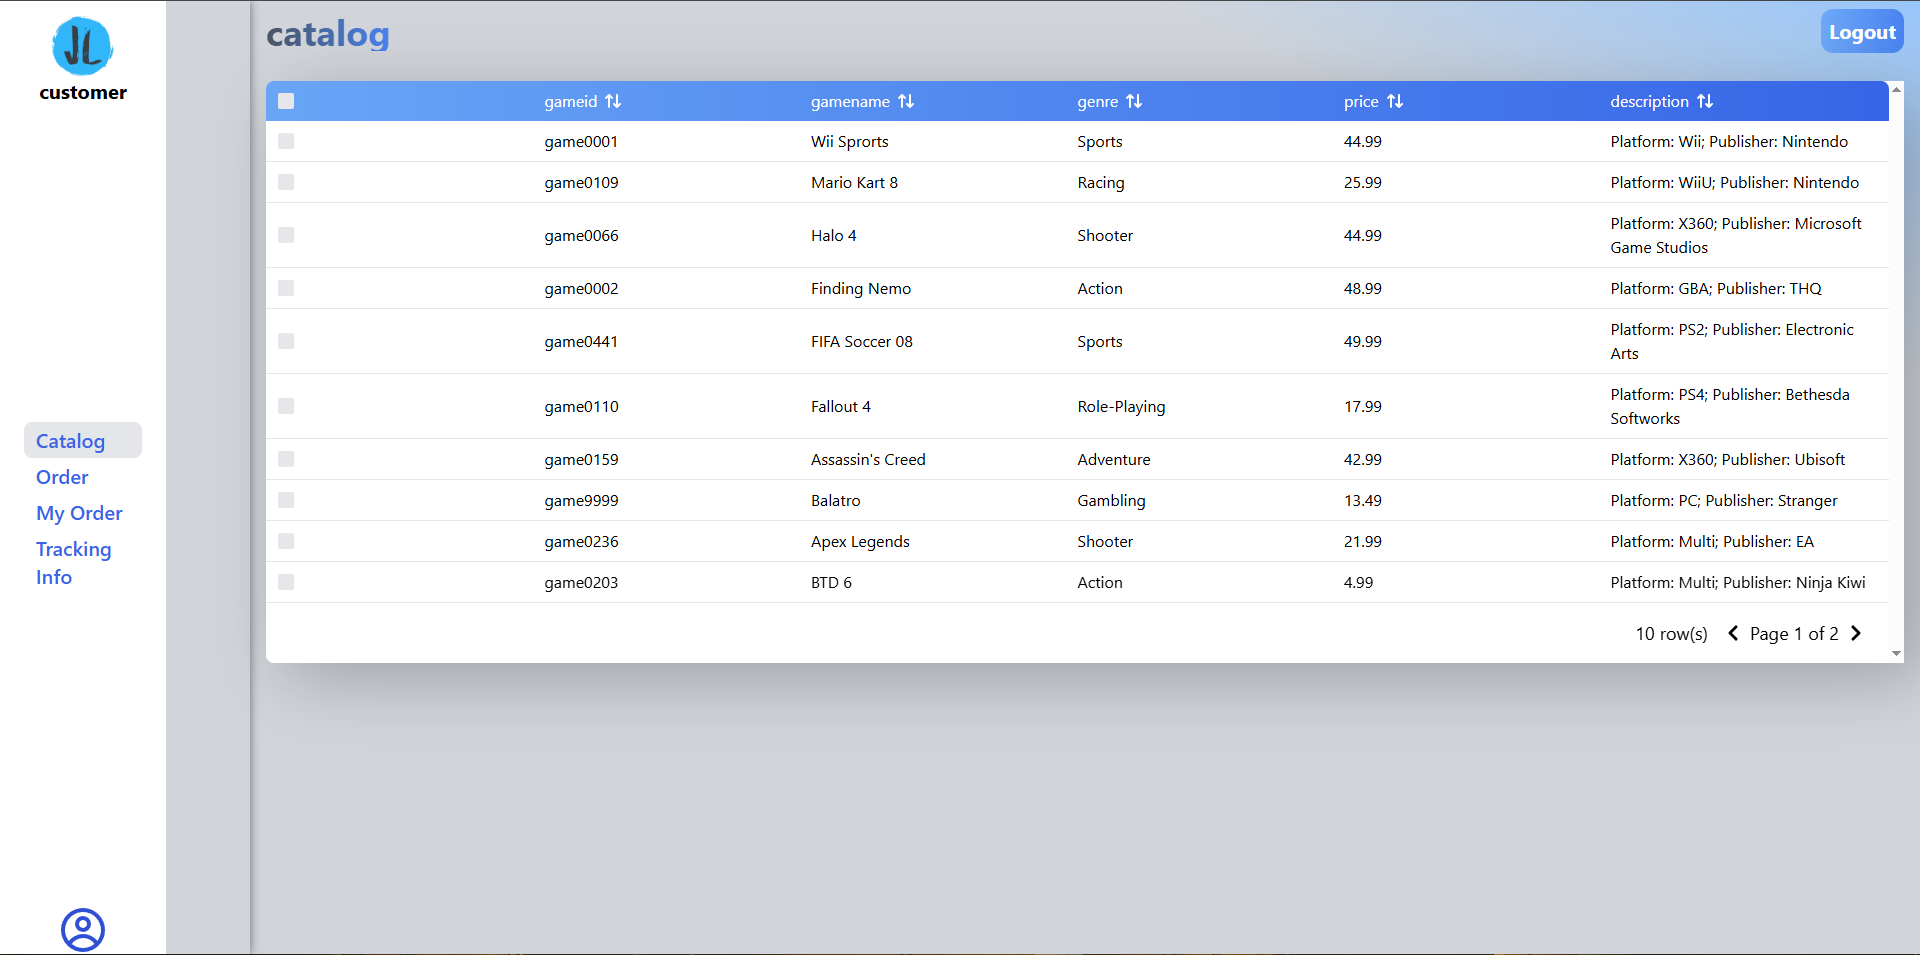 JL
customer
Catalog
Order
My Order
Tracking
Info
catalog
Logout
gameid gamename genre price description
game0001 Wii Sprorts Sports 44.99 Platform: Wii; Publisher: Nintendo
game0109 Mario Kart 8 Racing 25.99 Platform: WiiU; Publisher: Nintendo
game0066 Halo 4 Shooter 44.99 Platform: X360; Publisher: Microsoft
Game Studios
game0002 Finding Nemo Action 48.99 Platform: GBA; Publisher: THQ
game0441 FIFA Soccer 08 Sports 49.99 Platform: PS2; Publisher: Electronic
Arts
game0110 Fallout 4 Role-Playing 17.99 Platform: PS4; Publisher: Bethesda
Softworks
game0159 Assassin's Creed Adventure 42.99 Platform: X360; Publisher: Ubisoft
game9999 Balatro Gambling 13.49 Platform: PC; Publisher: Stranger
game0236 Apex Legends Shooter 21.99 Platform: Multi; Publisher: EA
game0203 BTD 6 Action 4.99 Platform: Multi; Publisher: Ninja Kiwi
10 row(s) Page 1 of 2